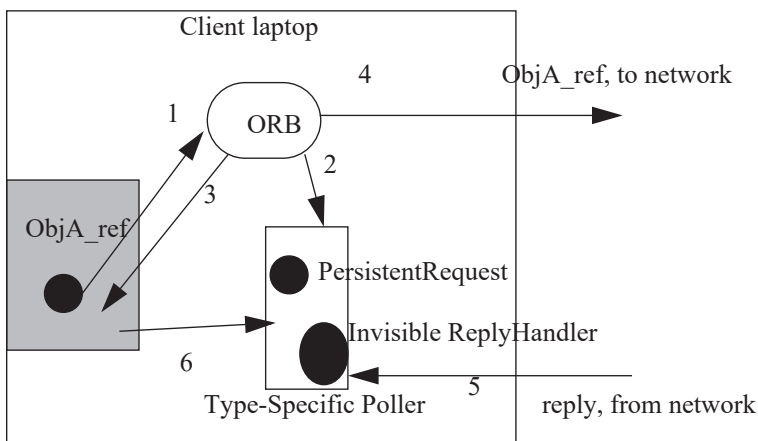 Client laptop
4
ObjA_ref, to network
1
ORB
2
3
ObjA_ref
PersistentRequest
Invisible ReplyHandler
6
5
Type-Specific Poller
reply, from network